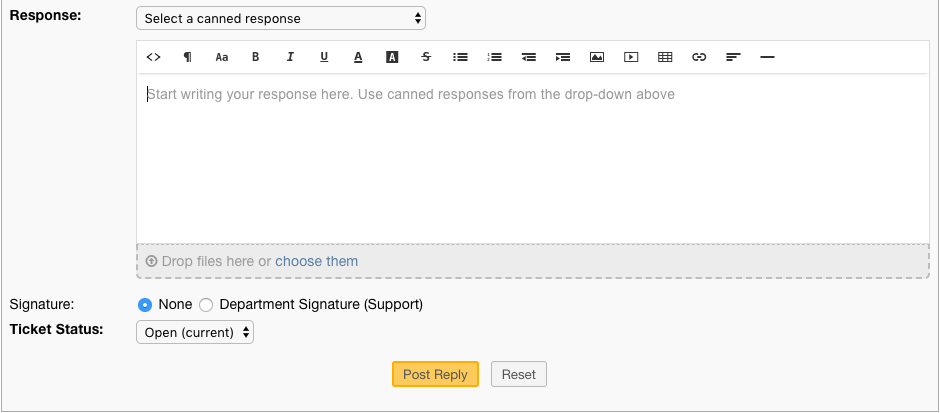 Response: Select a canned response
<> ¶ Aa B I U A A S
Start writing your response here. Use canned responses from the drop-down above
Drop files here or choose them
Signature: None Department Signature (Support)
Ticket Status: Open (current)
Post Reply Reset